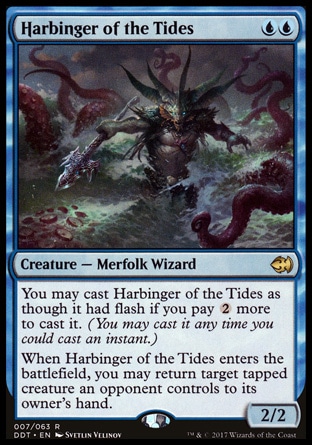 Harbinger of the Tides
Creature — Merfolk Wizard
You may cast Harbinger of the Tides as
though it had flash if you pay 2 more
to cast it. (You may cast it any time you
could cast an instant.)
When Harbinger of the Tides enters the
battlefield, you may return target
tapped creature an opponent controls to its
owner's hand.
2/2
007/063 R
DDT • EN SVETLIN VELINOV
™ & © 2017 Wizards of the Coast